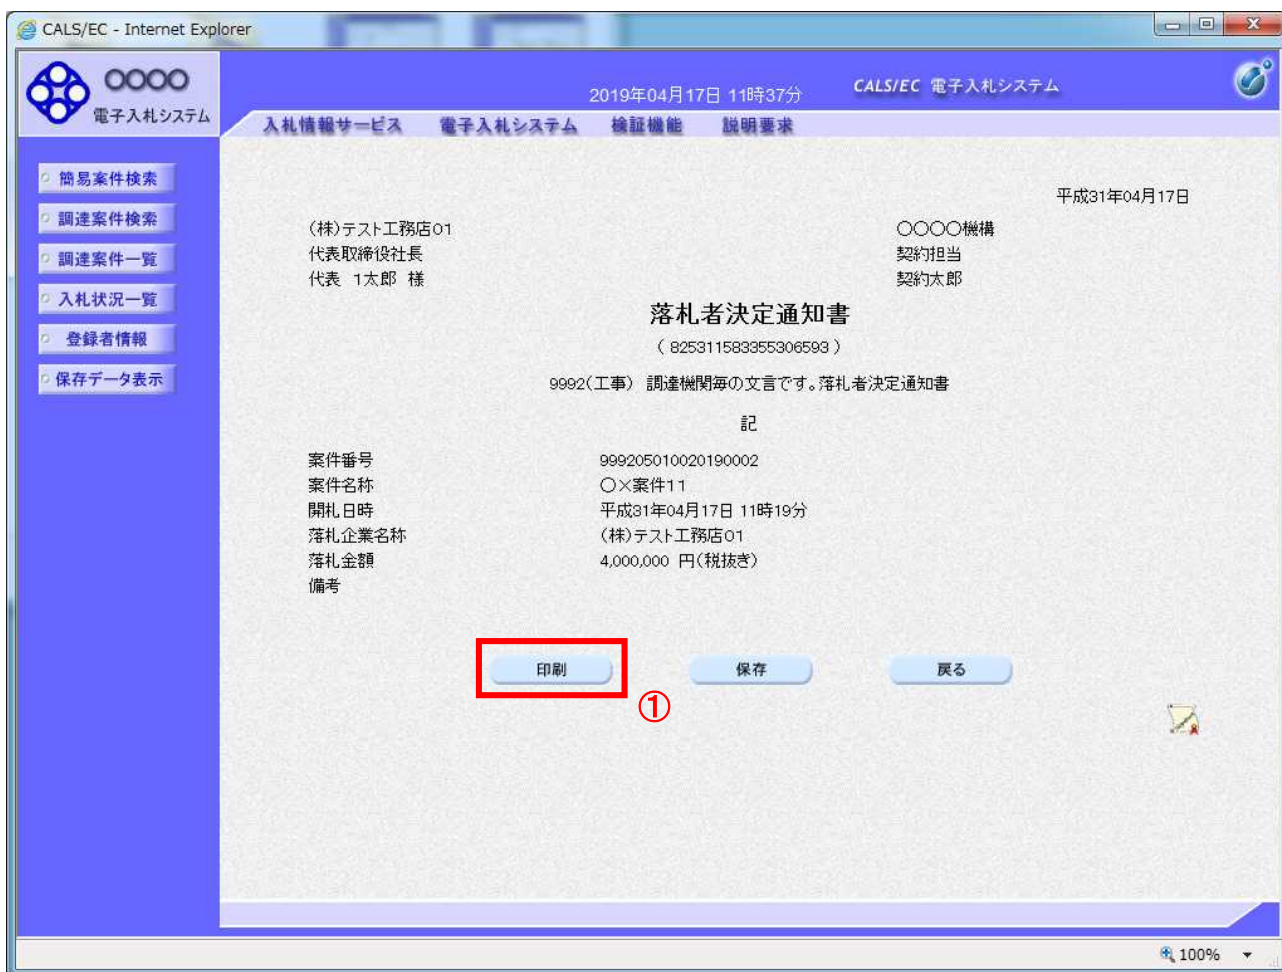 CALS/EC - Internet Explorer
〇〇〇〇
電子入札システム
2019年04月17日 11時37分
CALS/EC 電子入札システム
入札情報サービス 電子入札システム 検証機能 説明要求
簡易案件検索
調達案件検索
調達案件一覧
入札状況一覧
登録者情報
保存データ表示
平成31年04月17日
(株)テスト工務店01
代表取締役社長
代表 1太郎 様
〇〇〇〇機構
契約担当
契約太郎
落札者決定通知書
( 825311583355306593 )
9992(工事) 調達機関毎の文言です。落札者決定通知書
記
案件番号 999205010020190002
案件名称 〇×案件11
開札日時 平成31年04月17日 11時19分
落札企業名称 (株)テスト工務店01
落札金額 4,000,000 円(税抜き)
備考
印刷 保存 戻る
①
100%